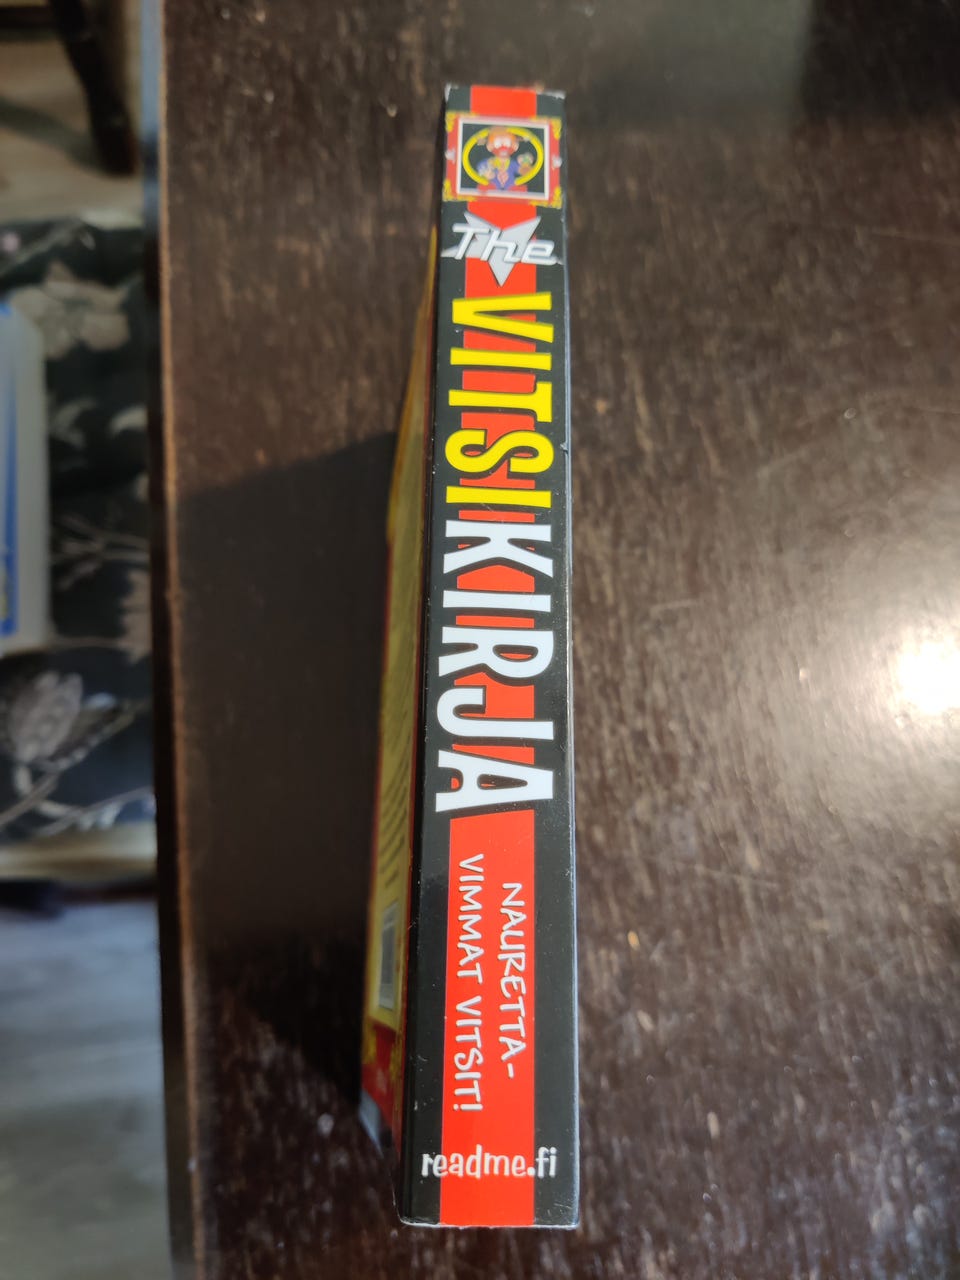 The
VITSIKIRJA
NAURETTA-
VIMMAT VITSIT!
readme.fi